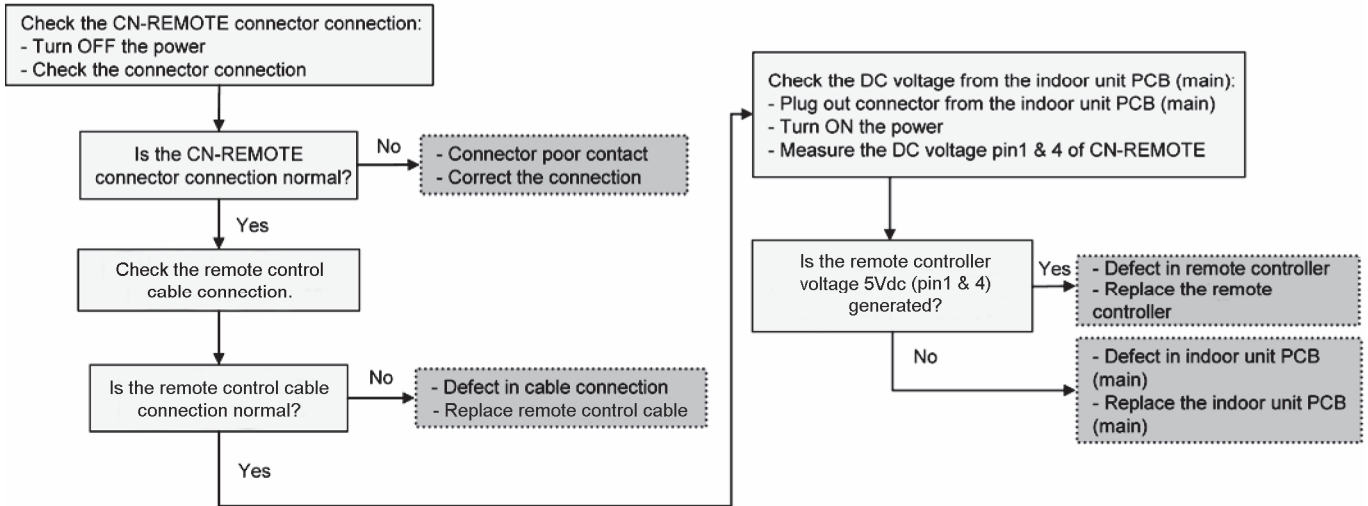 Check the CN-REMOTE connector connection:
- Turn OFF the power
- Check the connector connection
Is the CN-REMOTE
connector connection normal?
No
- Connector poor contact
- Correct the connection
Yes
Check the remote control
cable connection.
Is the remote control cable
connection normal?
No
- Defect in cable connection
- Replace remote control cable
Yes
Check the DC voltage from the indoor unit PCB (main):
- Plug out connector from the indoor unit PCB (main)
- Turn ON the power
- Measure the DC voltage pin1 & 4 of CN-REMOTE
Is the remote controller
voltage 5Vdc (pin1 & 4)
generated?
Yes
- Defect in remote controller
- Replace the remote
controller
No
- Defect in indoor unit PCB
(main)
- Replace the indoor unit PCB
(main)